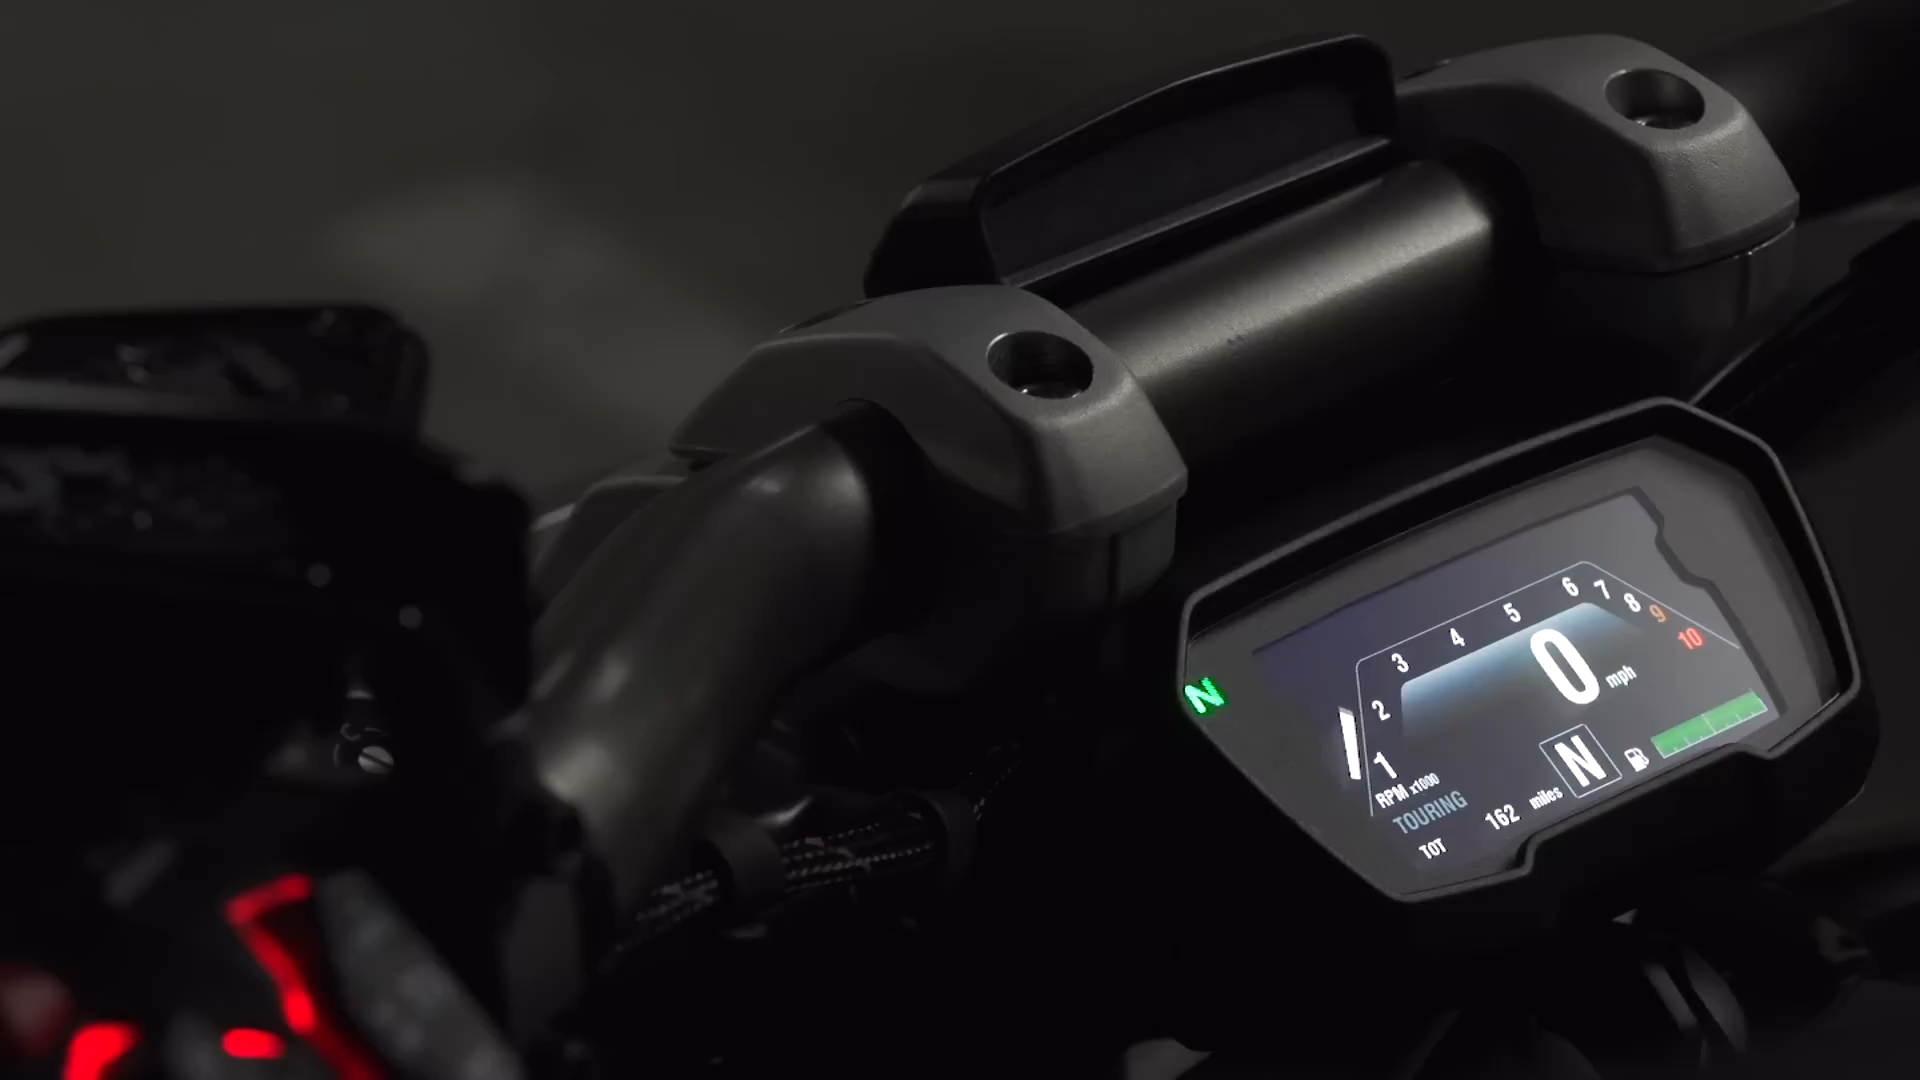 1 2 3 4 5 6 7 8 9 10
0 mph
N
RPM x1000
N
TOURING
TOT 162 miles